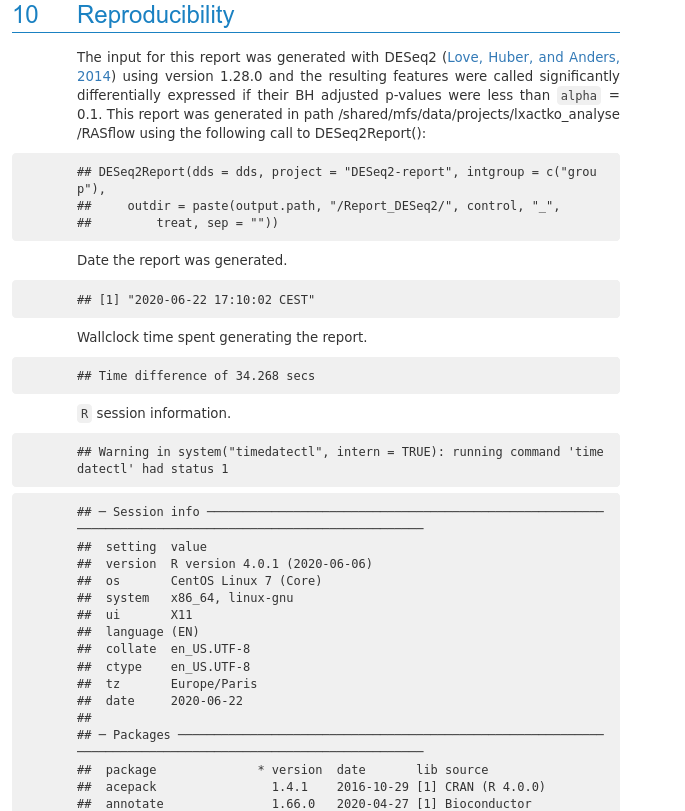 10 Reproducibility
The input for this report was generated with DESeq2 (Love, Huber, and Anders,
2014) using version 1.28.0 and the resulting features were called significantly
differentially expressed if their BH adjusted p-values were less than alpha =
0.1. This report was generated in path /shared/mfs/data/projects/lxactko_analyse
/RASflow using the following call to DESeq2Report():
## DESeq2Report(dds = dds, project = "DESeq2-report", intgroup = c("grou
p"),
##     outdir = paste(output.path, "/Report_DESeq2/", control, "_",
##         treat, sep = ""))
Date the report was generated.
## [1] "2020-06-22 17:10:02 CEST"
Wallclock time spent generating the report.
## Time difference of 34.268 secs
R session information.
## Warning in system("timedatectl", intern = TRUE): running command 'time
datectl' had status 1
## ─ Session info ───────────────────────────────────────────────────────
────────────────────────────────────────────────
##  setting  value
##  version  R version 4.0.1 (2020-06-06)
##  os       CentOS Linux 7 (Core)
##  system   x86_64, linux-gnu
##  ui       X11
##  language (EN)
##  collate  en_US.UTF-8
##  ctype    en_US.UTF-8
##  tz       Europe/Paris
##  date     2020-06-22
##
## ─ Packages ───────────────────────────────────────────────────────────
────────────────────────────────────────────────
##  package              * version  date       lib source
##  acepack                1.4.1    2016-10-29 [1] CRAN (R 4.0.0)
##  annotate               1.66.0   2020-04-27 [1] Bioconductor